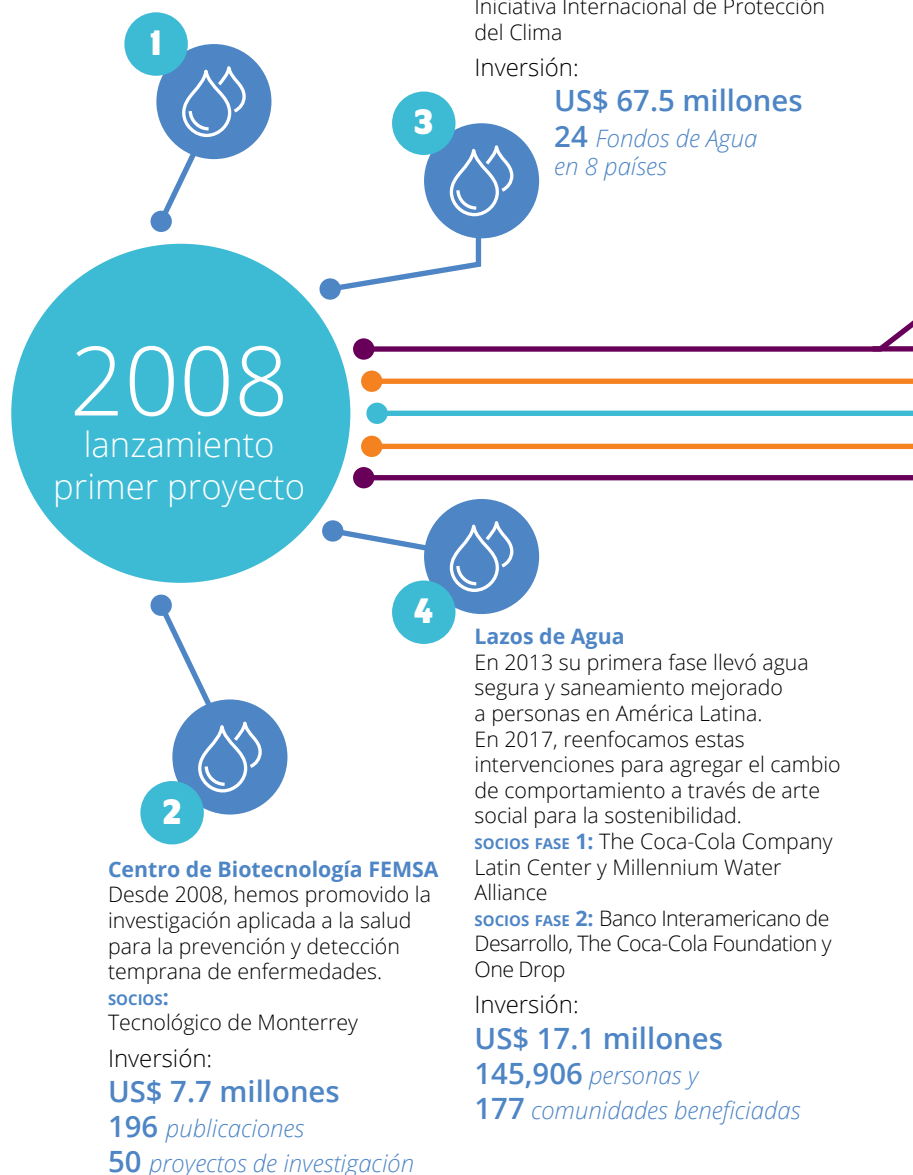 Iniciativa Internacional de Protección
del Clima
Inversión:
US$ 67.5 millones
24 Fondos de Agua
en 8 países
1
3
2008
lanzamiento
primer proyecto
4
Lazos de Agua
En 2013 su primera fase llevó agua
segura y saneamiento mejorado
a personas en América Latina.
En 2017, reenfocamos estas
intervenciones para agregar el cambio
de comportamiento a través de arte
social para la sostenibilidad.
SOCIOS FASE 1: The Coca-Cola Company
Latin Center y Millennium Water
Alliance
SOCIOS FASE 2: Banco Interamericano de
Desarrollo, The Coca-Cola Foundation y
One Drop
Inversión:
US$ 17.1 millones
145,906 personas y
177 comunidades beneficiadas
2
Centro de Biotecnología FEMSA
Desde 2008, hemos promovido la
investigación aplicada a la salud
para la prevención y detección
temprana de enfermedades.
SOCIOS:
Tecnológico de Monterrey
Inversión:
US$ 7.7 millones
196 publicaciones
50 proyectos de investigación